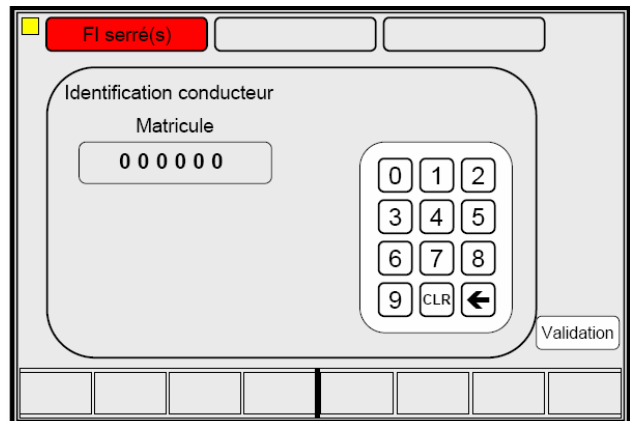 FI serré(s)
Identification conducteur
Matricule
0 0 0 0 0 0
0 1 2
3 4 5
6 7 8
9 CLR ←
Validation